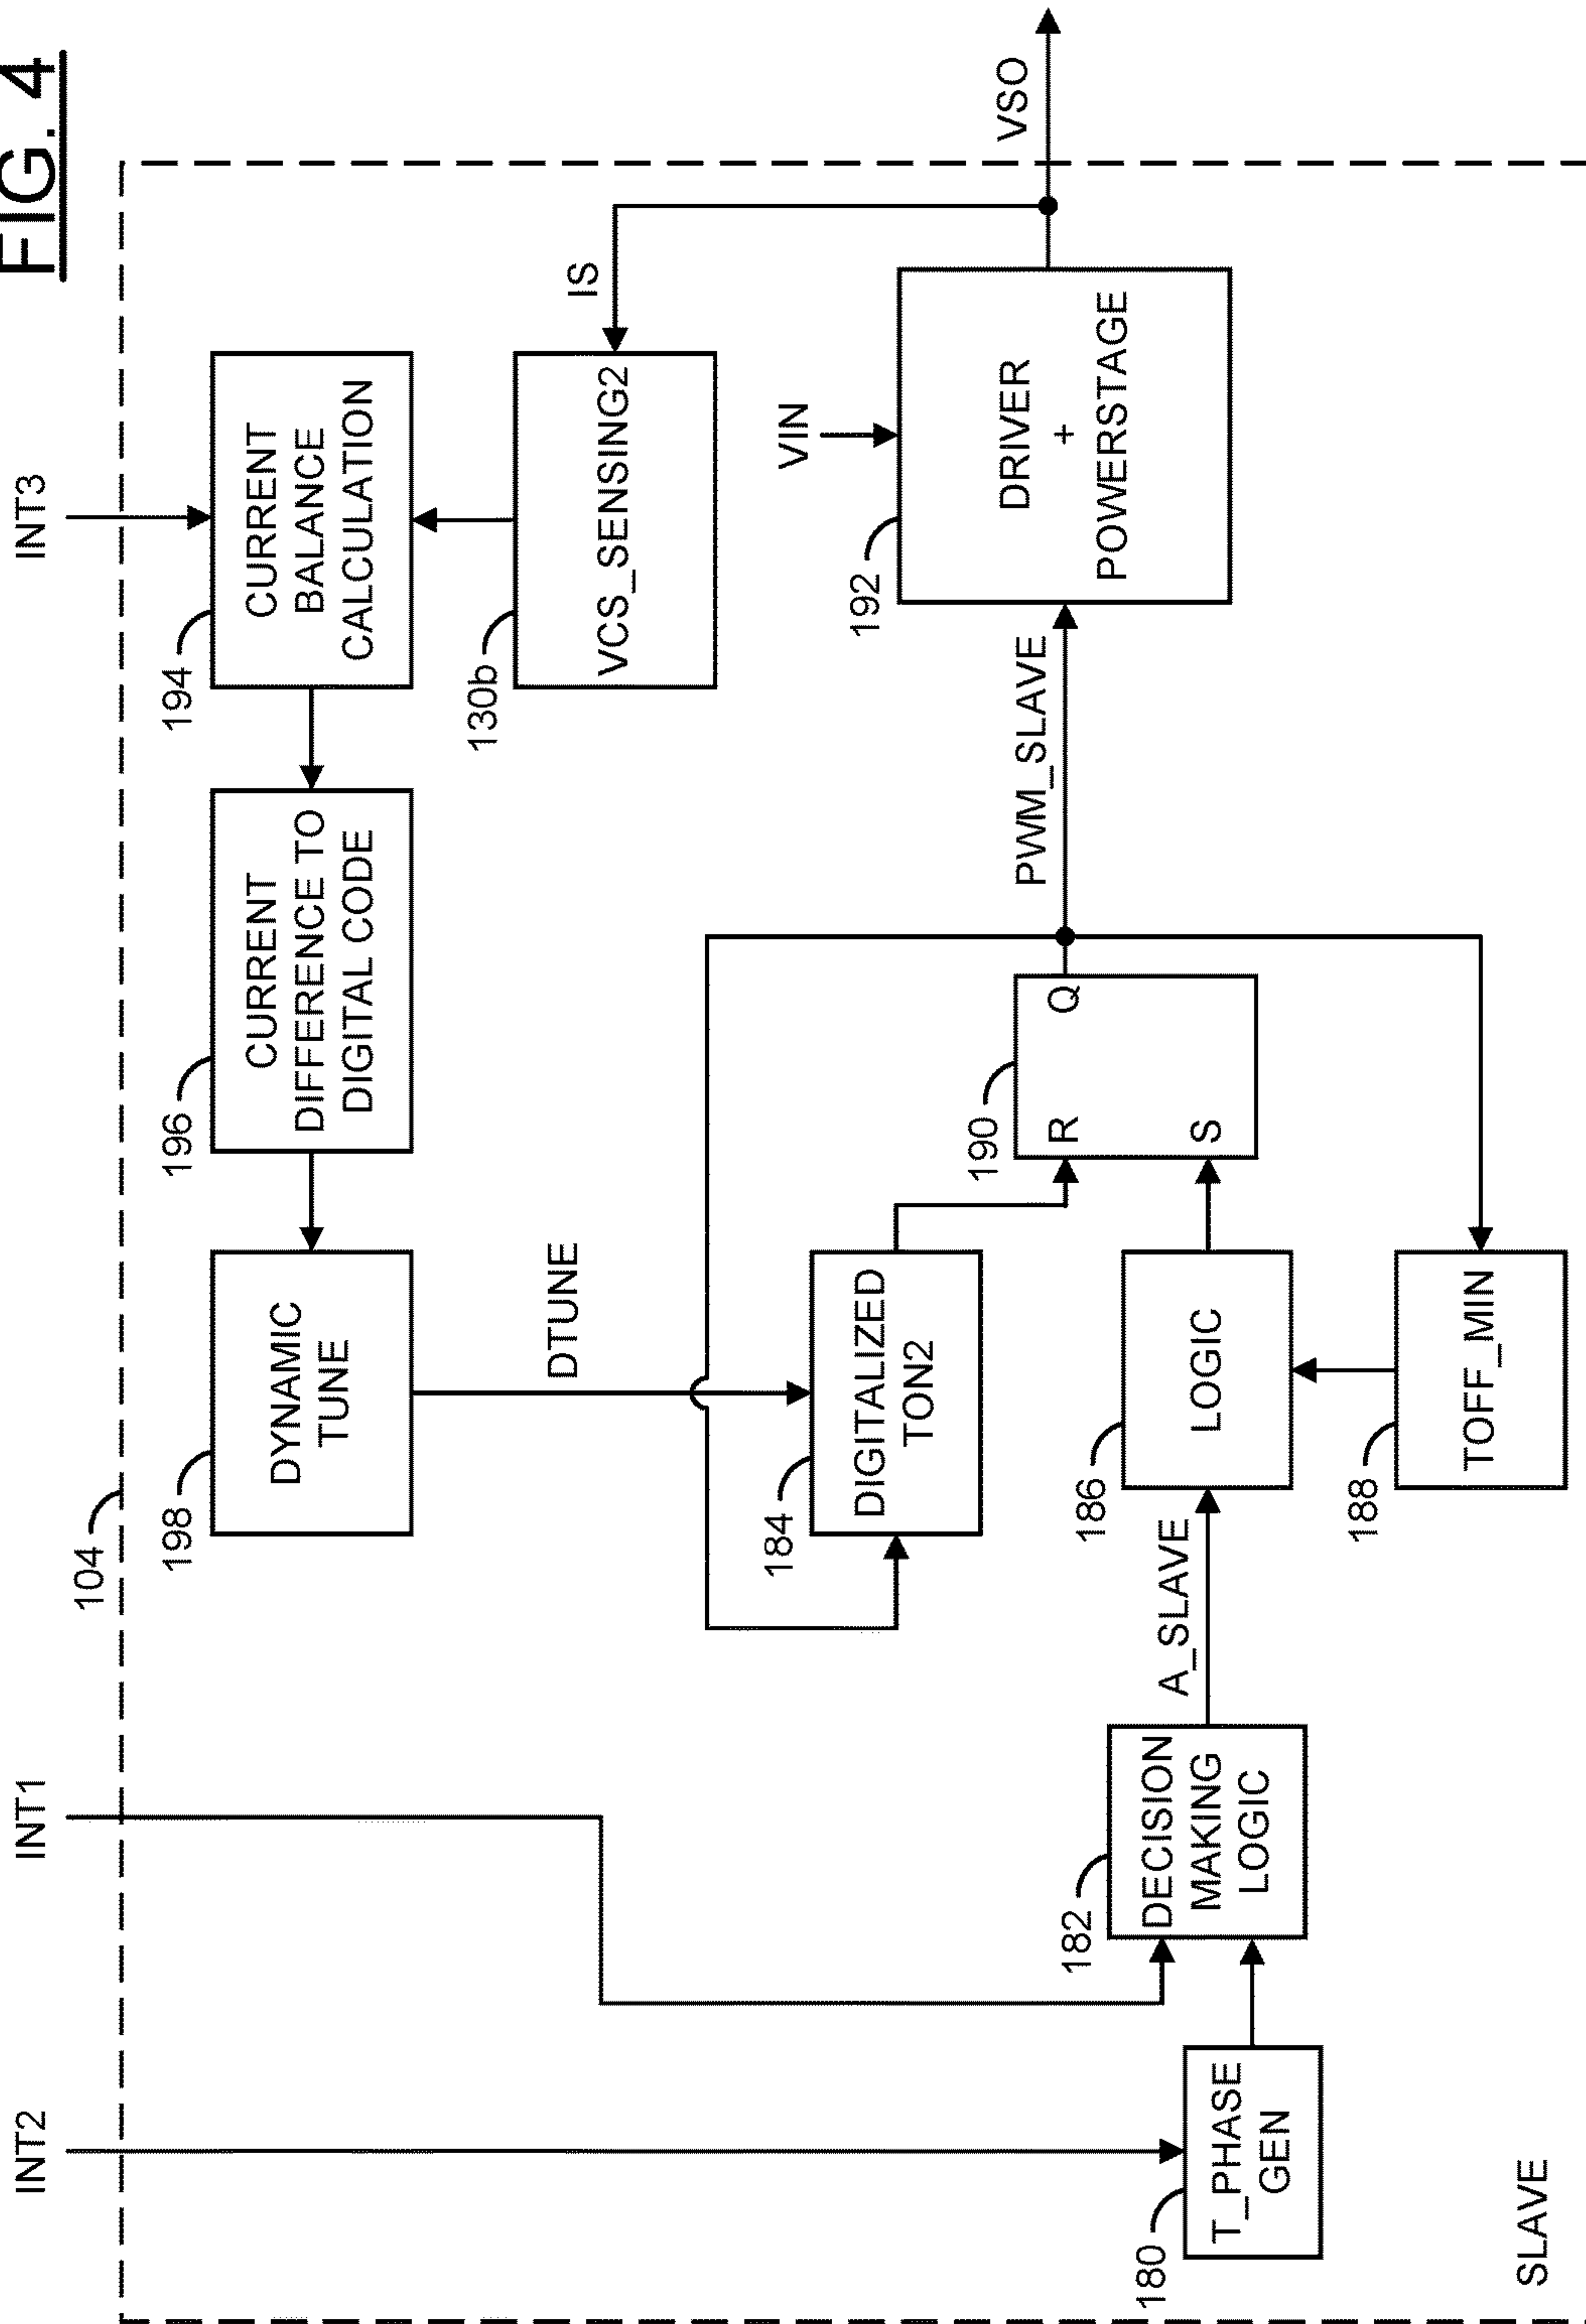 FIG. 4
INT2
INT1
INT3
104
198
DYNAMIC
TUNE
196
CURRENT
DIFFERENCE TO
DIGITAL CODE
194
CURRENT
BALANCE
CALCULATION
130b
VCS_SENSING2
IS
DTUNE
184
DIGITALIZED
TON2
190
R
Q
S
PWM_SLAVE
VIN
192
DRIVER
+
POWERSTAGE
VSO
180
T_PHASE
GEN
182
DECISION
MAKING
LOGIC
A_SLAVE
186
LOGIC
188
TOFF_MIN
SLAVE